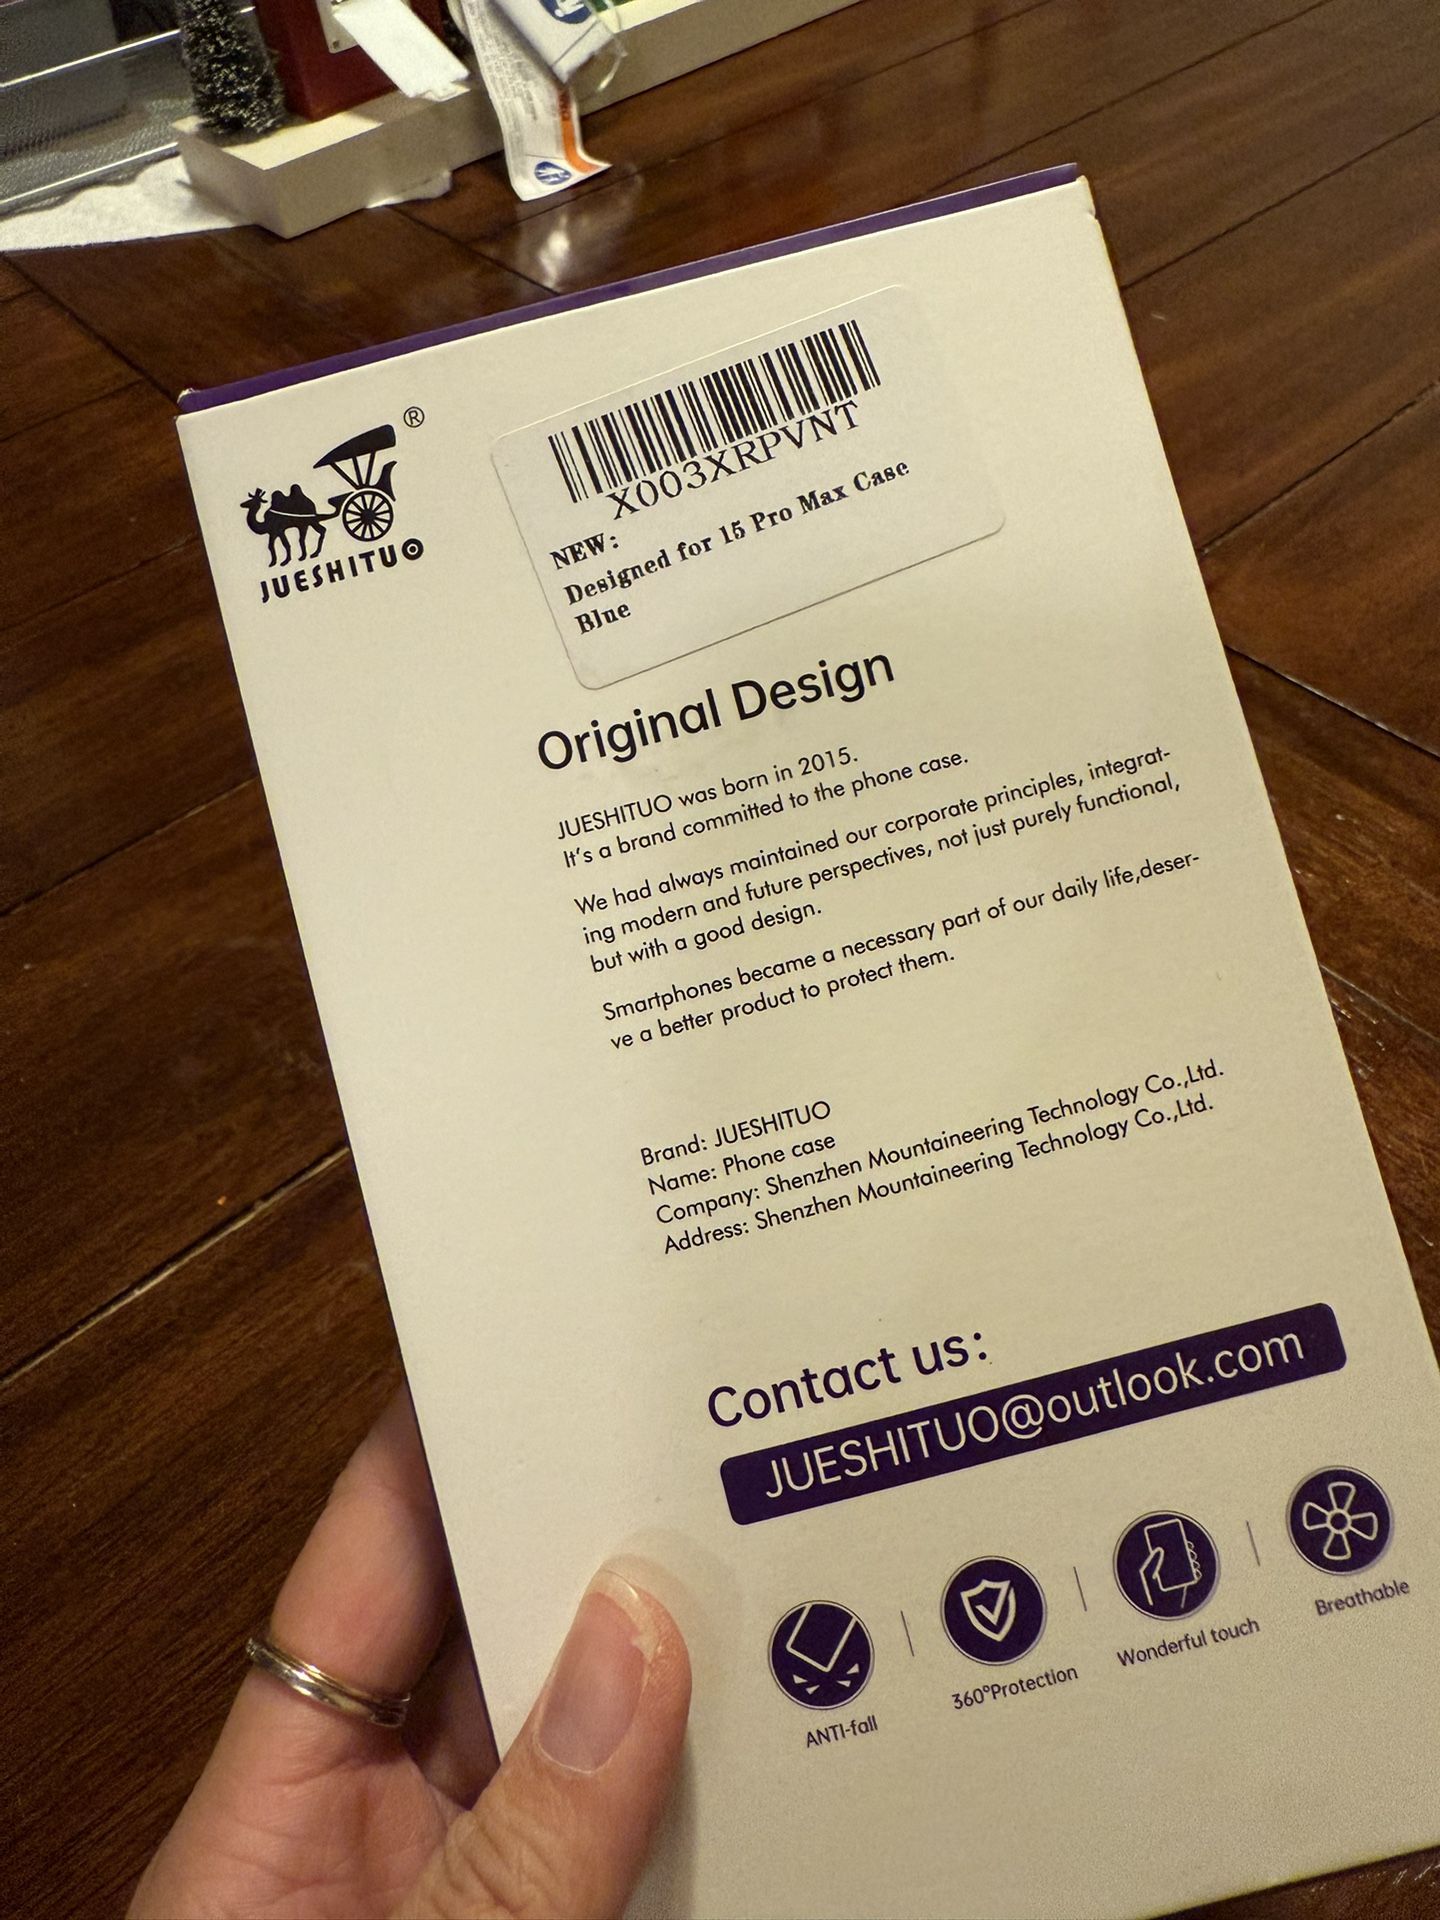 ®
JUESHITUO
X003XRPVNT
NEW:
Designed for 15 Pro Max Case
Blue
Original Design
JUESHITUO was born in 2015.
It's a brand committed to the phone case.
We had always maintained our corporate principles, integrat-
ing modern and future perspectives, not just purely functional,
but with a good design.
Smartphones became a necessary part of our daily life,deser-
ve a better product to protect them.
Brand: JUESHITUO
Name: Phone case
Company: Shenzhen Mountaineering Technology Co.,Ltd.
Address: Shenzhen Mountaineering Technology Co.,Ltd.
Contact us:
JUESHITUO@outlook.com
ANTI-fall
360°Protection
Wonderful touch
Breathable